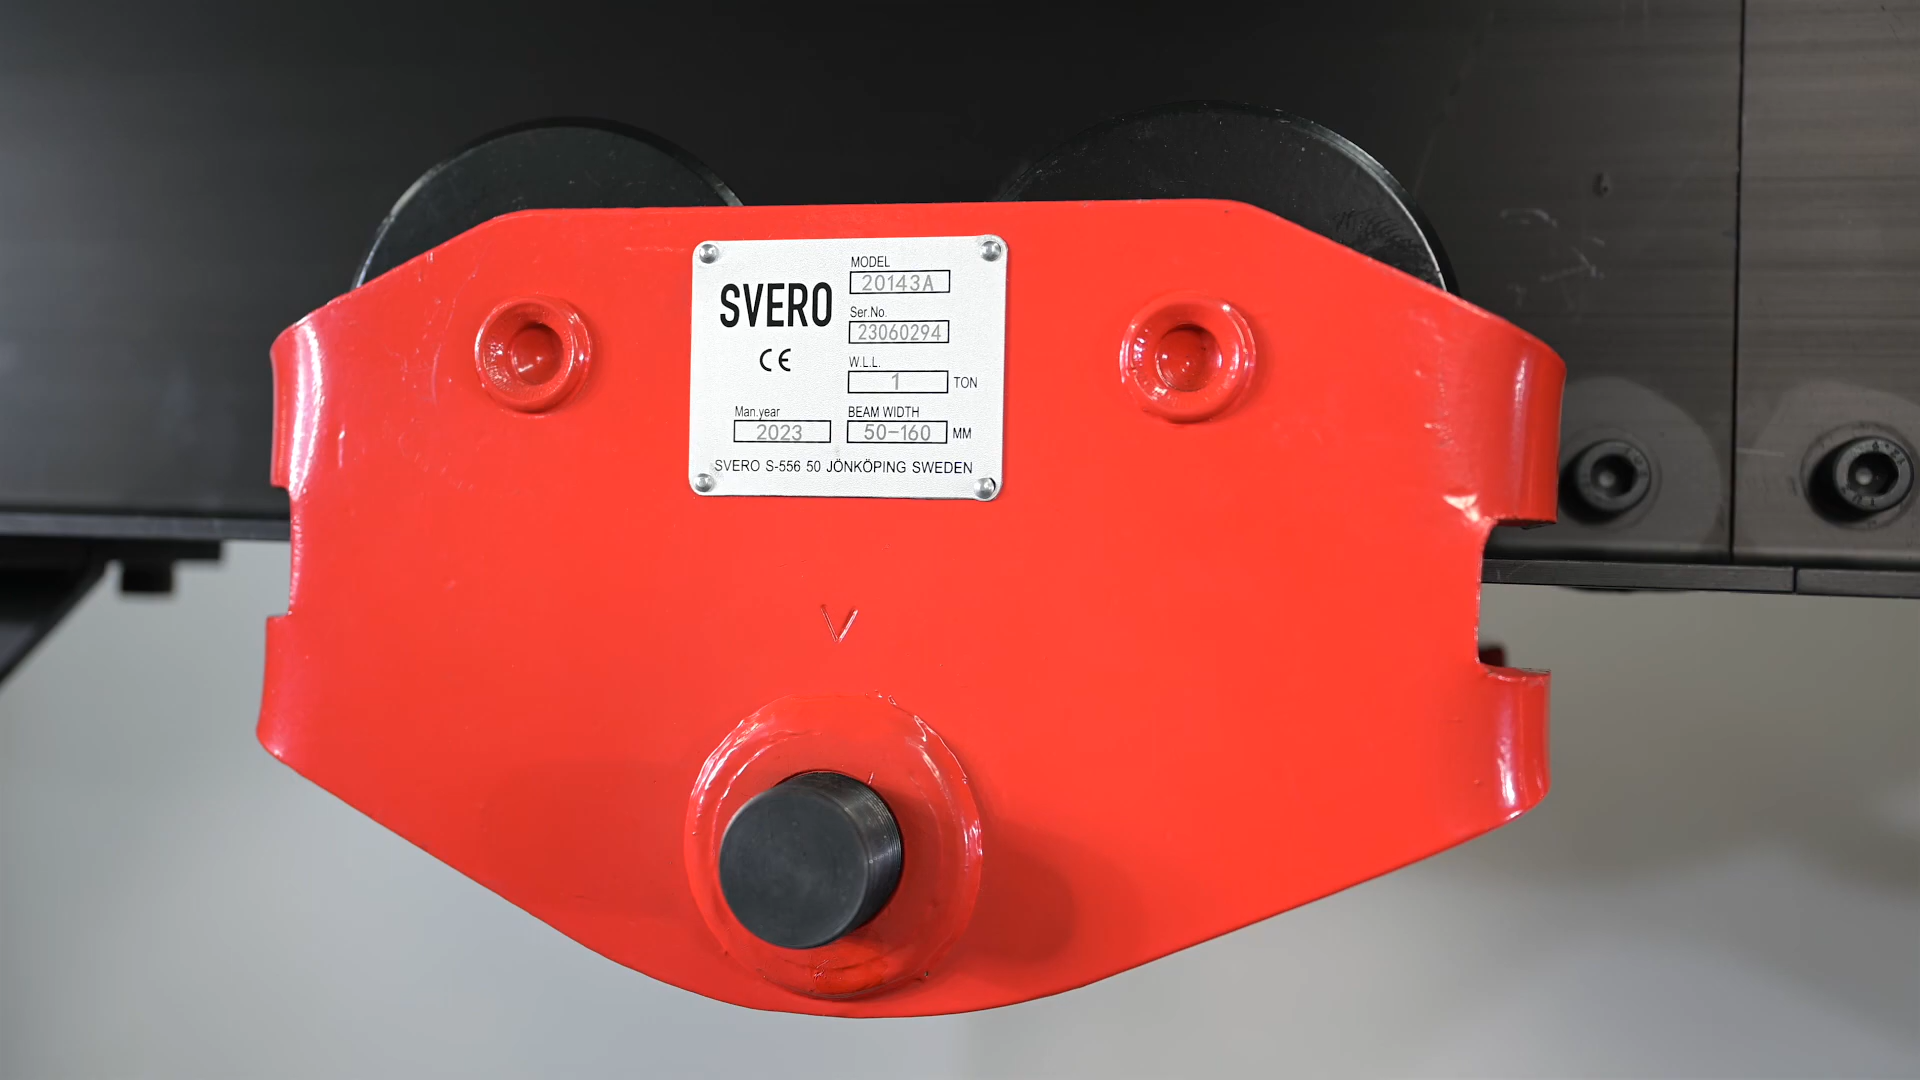 MODEL
20143A
SVERO
Ser.No.
23060294
CE
W.L.L.
1 TON
Man.year
2023
BEAM WIDTH
50-160 MM
SVERO S-556 50 JÖNKÖPING SWEDEN
V